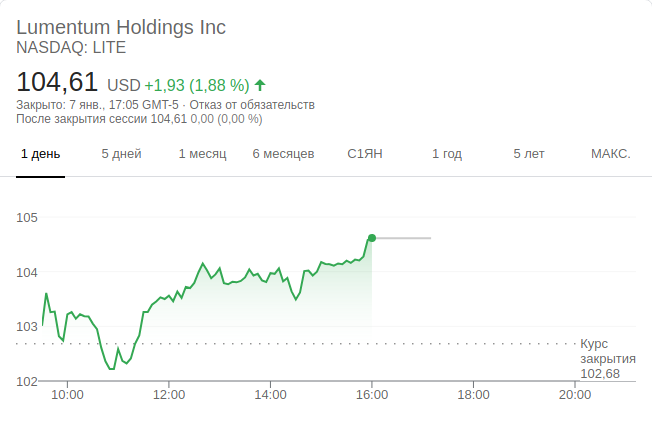 Lumentum Holdings Inc
NASDAQ: LITE
104,61 USD +1,93 (1,88 %)
Закрыто: 7 янв., 17:05 GMT-5 · Отказ от обязательств
После закрытия сессии 104,61 0,00 (0,00 %)
1 день 5 дней 1 месяц 6 месяцев С1ЯН 1 год 5 лет МАКС.
105
104
103
102
Курс
закрытия
102,68
10:00 12:00 14:00 16:00 18:00 20:00